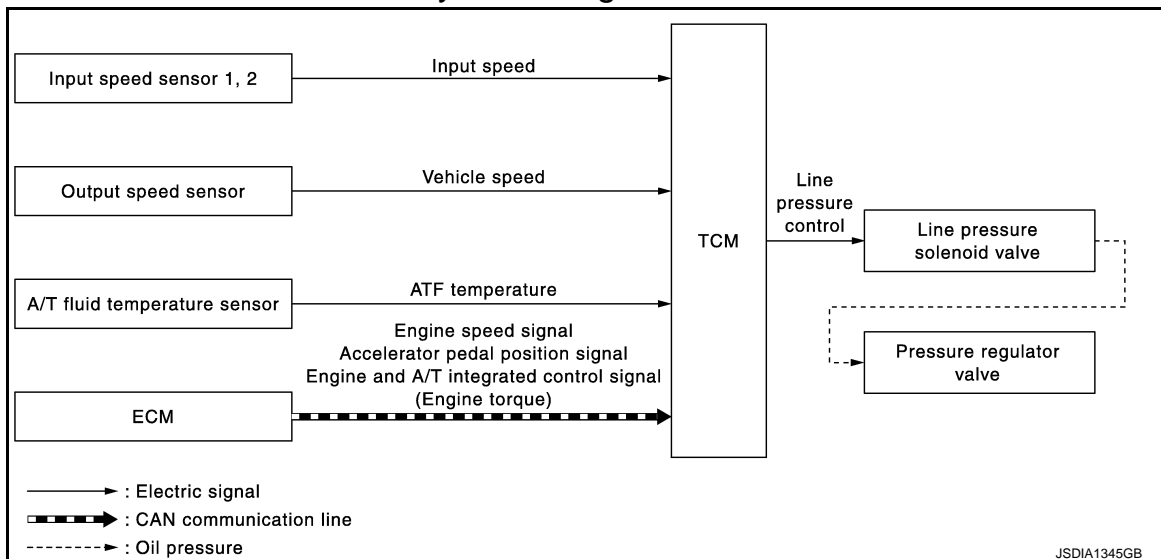 Input speed sensor 1, 2
Input speed
Output speed sensor
Vehicle speed
A/T fluid temperature sensor
ATF temperature
Engine speed signal
Accelerator pedal position signal
Engine and A/T integrated control signal
(Engine torque)
ECM
TCM
Line
pressure
control
Line pressure
solenoid valve
Pressure regulator
valve
: Electric signal
: CAN communication line
: Oil pressure
JSDIA1345GB